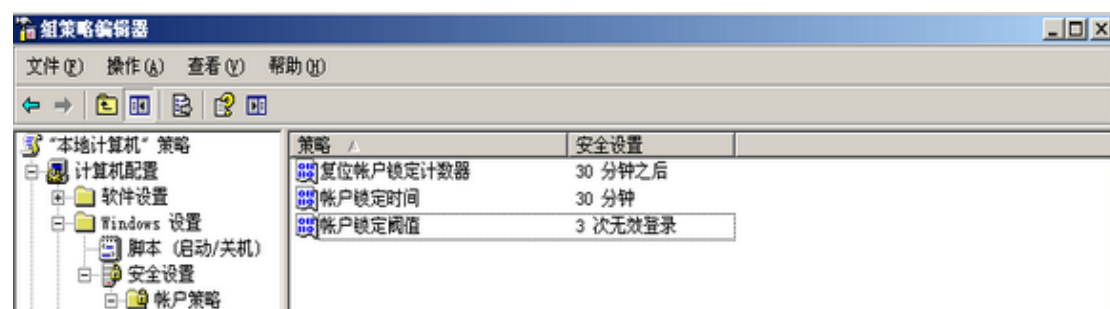 组策略编辑器
文件(F) 操作(A) 查看(V) 帮助(H)
“本地计算机” 策略
计算机配置
软件设置
Windows 设置
脚本 (启动/关机)
安全设置
帐户策略
策略 安全设置
复位帐户锁定计数器 30 分钟之后
帐户锁定时间 30 分钟
帐户锁定阈值 3 次无效登录